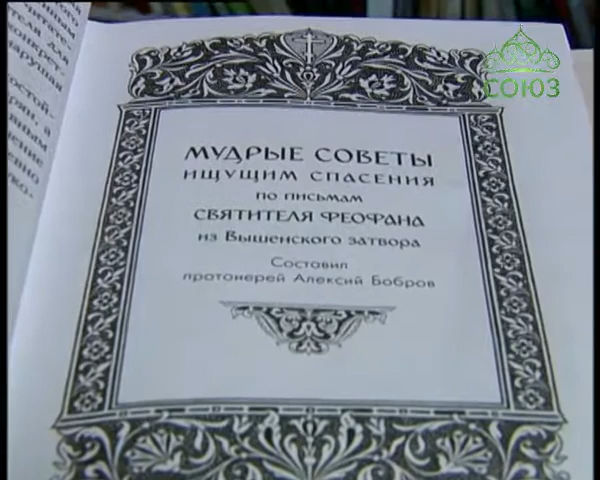 СОЮЗ
МУДРЫЕ СОВЕТЫ
ИЩУЩИМ СПАСЕНИЯ
по письмам
СВЯТИТЕЛЯ ФЕОФАНА
из Вышенского затвора
Составил
протоиерей Алексий Бобров